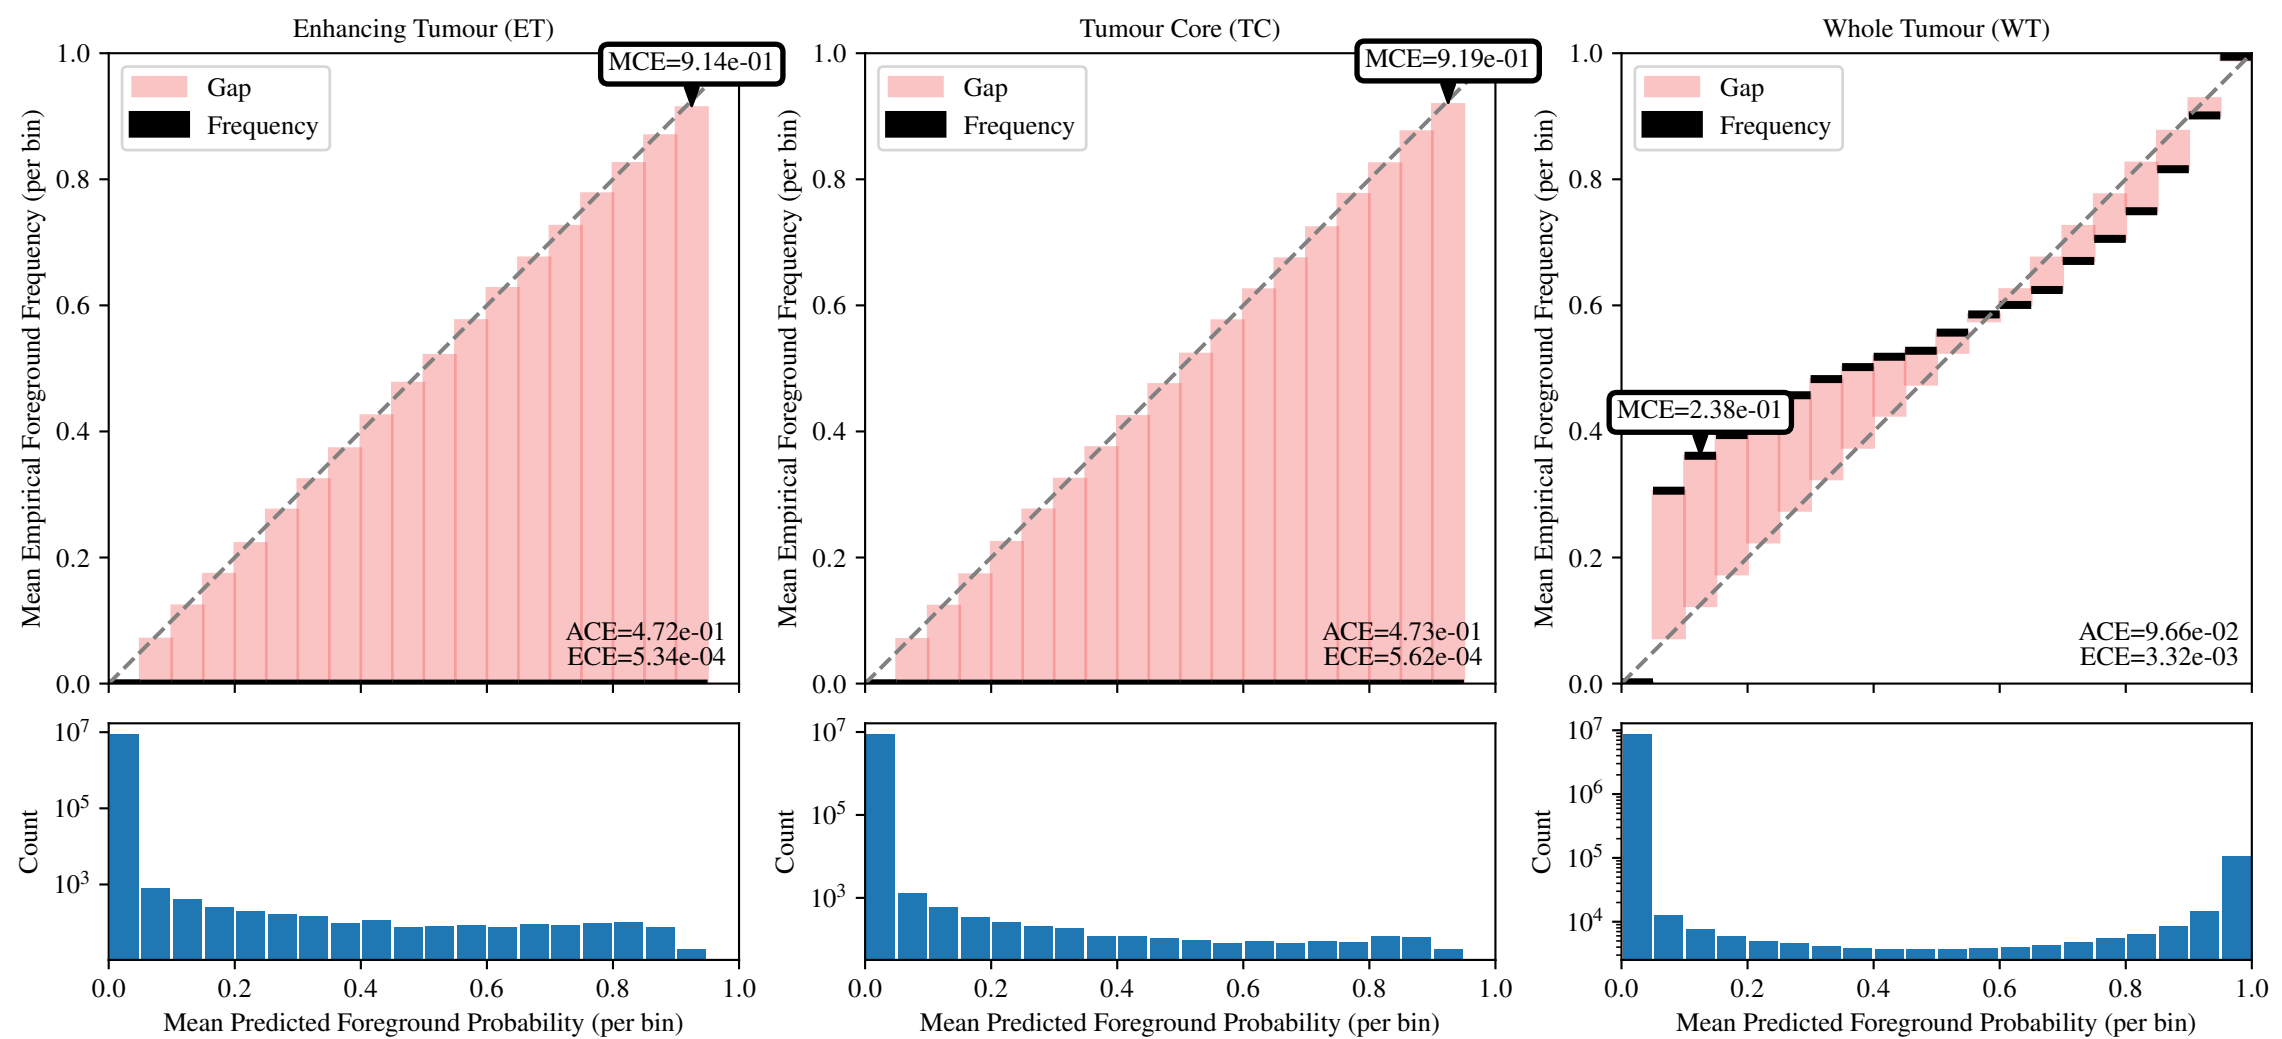 Enhancing Tumour (ET)
MCE=9.14e-01
Gap
Frequency
Mean Empirical Foreground Frequency (per bin)
1.0
0.8
0.6
0.4
0.2
0.0
ACE=4.72e-01
ECE=5.34e-04
Count
10^7
10^5
10^3
0.0 0.2 0.4 0.6 0.8 1.0
Mean Predicted Foreground Probability (per bin)
Tumour Core (TC)
MCE=9.19e-01
Gap
Frequency
Mean Empirical Foreground Frequency (per bin)
1.0
0.8
0.6
0.4
0.2
0.0
ACE=4.73e-01
ECE=5.62e-04
Count
10^7
10^5
10^3
0.0 0.2 0.4 0.6 0.8 1.0
Mean Predicted Foreground Probability (per bin)
Whole Tumour (WT)
Gap
Frequency
MCE=2.38e-01
Mean Empirical Foreground Frequency (per bin)
1.0
0.8
0.6
0.4
0.2
0.0
ACE=9.66e-02
ECE=3.32e-03
Count
10^7
10^6
10^5
10^4
0.0 0.2 0.4 0.6 0.8 1.0
Mean Predicted Foreground Probability (per bin)